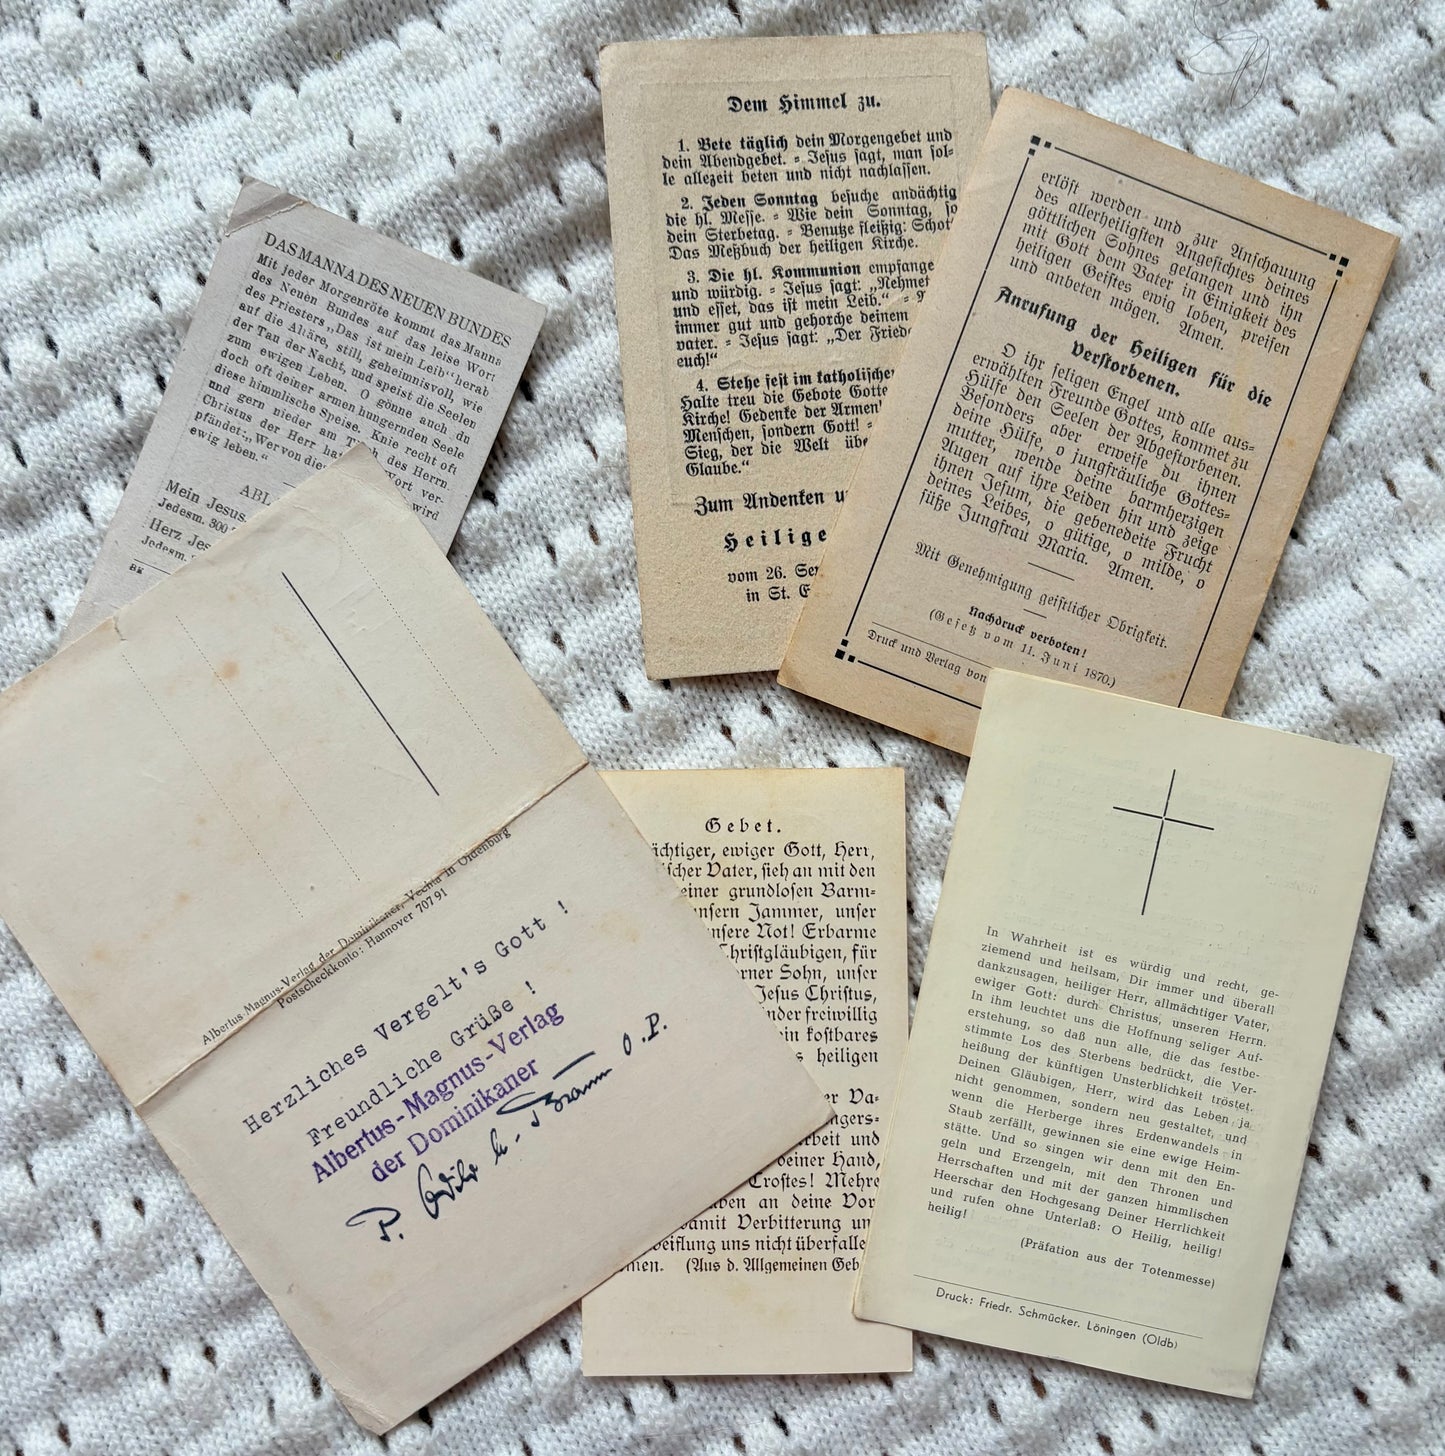 DAS MANNA DES NEUEN BUNDES
Mit jeder Morgenröte kommt das Manna
des Neuen Bundes auf das leise Wort
des Priesters „Das ist mein Leib" herab
auf die Altäre, still, geheimnisvoll, wie
der Tau der Nacht, und speist die Seelen
zum ewigen Leben. O gönne auch du
doch oft deiner armen hungernden Seele
diese himmlische Speise. Knie recht oft
und gern nieder am des Herrn
Christus der Herr Wort ver-
pfändet: „Wer von wird
ewig leben."
Mein Jesus
Jedesm. 300
Herz
Jedesm.
Dem Himmel zu.
1. Bete täglich dein Morgengebet und
dein Abendgebet. = Jesus sagt, man sol-
le allezeit beten und nicht nachlassen.
2. Jeden Sonntag besuche andächtig
die hl. Messe. = Wie dein Sonntag, so
dein Sterbetag. = Benutze fleißig: Schott
Das Meßbuch der heiligen Kirche.
3. Die hl. Kommunion empfange
und würdig. = Jesus sagt: „Nehmet
und esset, das ist mein Leib." =
immer gut und gehorche deinem
vater. = Jesus sagt: „Der
euch!"
4. Stehe fest im
Halte treu die Gebote
Kirche! Gedenke der Armen!
Menschen, sondern Gott! =
Sieg, der die Welt
Glaube."
Zum Andenken
Heilige
vom 26.
in St.
erlöst werden und zur Anschauung
des allerheiligsten Angesichtes deines
göttlichen Sohnes gelangen und ihn
mit Gott dem Vater in Einigkeit des
heiligen Geistes ewig loben, preisen
und anbeten mögen. Amen.
Anrufung der Heiligen für die
Verstorbenen.
O ihr seligen Engel und alle aus=
erwählten Freunde Gottes, kommet zu
Hülfe den Seelen der Abgestorbenen.
Besonders aber erweise du ihnen
deine Hülfe, o jungfräuliche Gottes=
mutter, wende deine barmherzigen
Augen auf ihre Leiden hin und zeige
ihnen Jesum, die gebenedeite Frucht
deines Leibes, o gütige, o milde, o
süße Jungfrau Maria. Amen.
Mit Genehmigung geistlicher Obrigkeit.
Nachdruck verboten!
(Gesetz vom 11. Juni 1870.)
Druck und Verlag von
Albertus-Magnus-Verlag der Dominikaner, Vechta in Oldenburg
Postscheckkonto: Hannover 70791
Herzliches Vergelt's Gott !
Freundliche Grüße !
Albertus-Magnus-Verlag
der Dominikaner
P. O.P.
Gebet.
ewiger Gott, Herr,
Vater, sieh an mit den
grundlosen Barm=
unsern Jammer, unser
Not! Erbarme
Christgläubigen, für
Sohn, unser
Jesus Christus,
freiwillig
kostbares
heiligen
Va=
und
deiner Hand,
Trostes! Mehre
an deine Vor
damit Verbitterung
uns nicht
(Aus d. Allgemeinen
In Wahrheit ist es würdig und recht, ge-
ziemend und heilsam, Dir immer und überall
dankzusagen, heiliger Herr, allmächtiger Vater,
ewiger Gott: durch Christus, unseren Herrn.
In ihm leuchtet uns die Hoffnung seliger Auf-
erstehung, so daß nun alle, die das festbe-
stimmte Los des Sterbens bedrückt, die Ver-
heißung der künftigen Unsterblichkeit tröstet.
Deinen Gläubigen, Herr, wird das Leben ja
nicht genommen, sondern neu gestaltet, und
wenn die Herberge ihres Erdenwandels in
Staub zerfällt, gewinnen sie eine ewige Heim-
stätte. Und so singen wir denn mit den En-
geln und Erzengeln, mit den Thronen und
Herrschaften und mit der ganzen himmlischen
Heerschar den Hochgesang Deiner Herrlichkeit
und rufen ohne Unterlaß: O Heilig, heilig!
heilig!
(Präfation aus der Totenmesse)
Druck: Friedr. Schmücker, Löningen (Oldb)